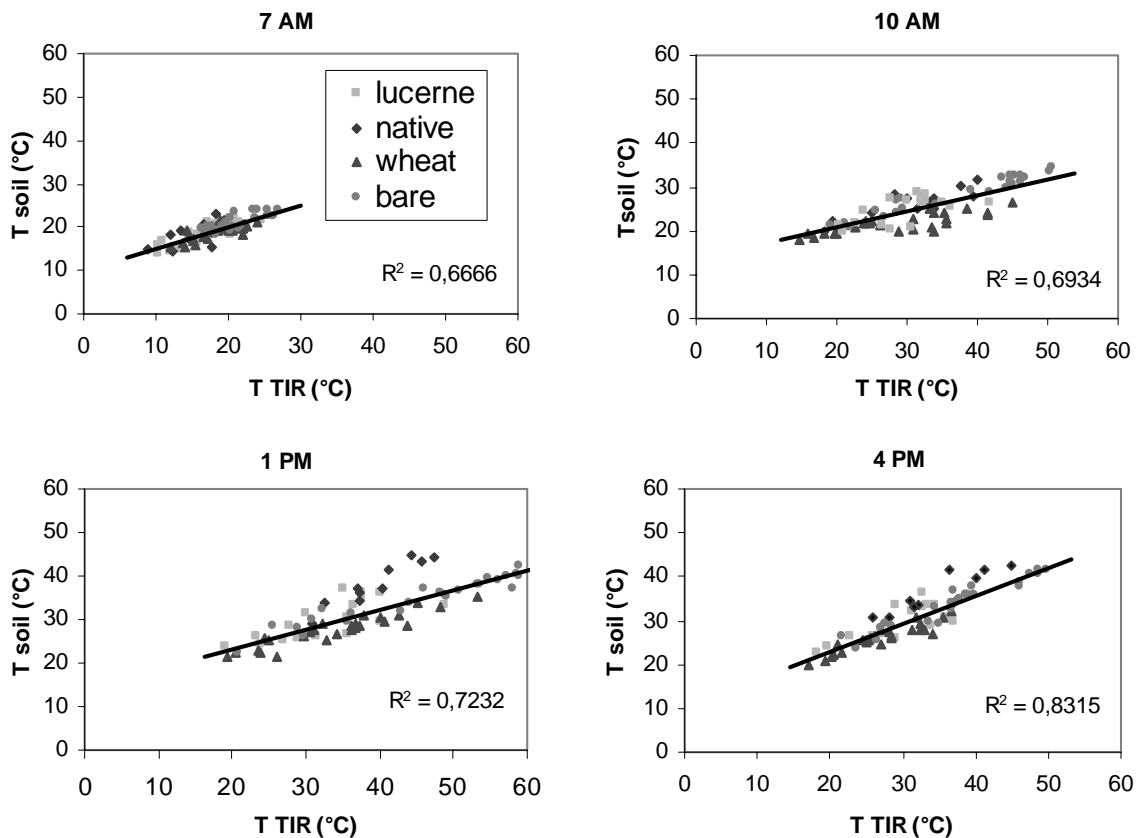 7 AM
60
50
40
30
20
10
0
T soil (°C)
lucerne
native
wheat
bare
R² = 0,6666
0 10 20 30 40 50 60
T TIR (°C)
10 AM
60
50
40
30
20
10
0
Tsoil (°C)
R² = 0,6934
0 10 20 30 40 50 60
T TIR (°C)
1 PM
60
50
40
30
20
10
0
T soil (°C)
R² = 0,7232
0 10 20 30 40 50 60
T TIR (°C)
4 PM
60
50
40
30
20
10
0
T soil (°C)
R² = 0,8315
0 10 20 30 40 50 60
T TIR (°C)